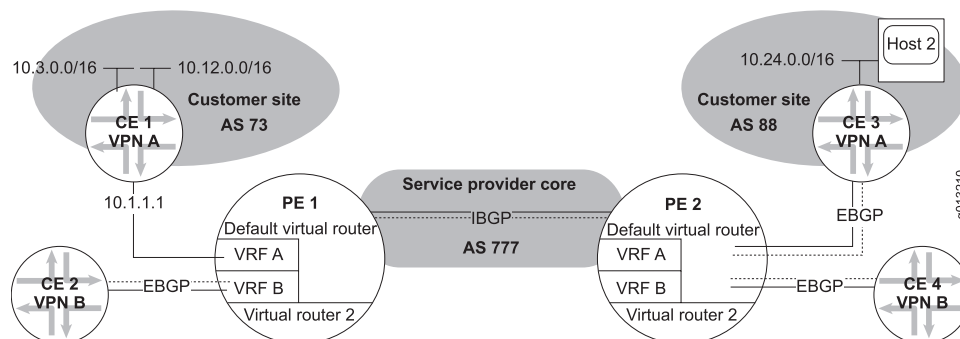 10.3.0.0/16
10.12.0.0/16
Customer site
AS 73
CE 1
VPN A
10.1.1.1
CE 2
VPN B
EBGP
PE 1
Default virtual router
VRF A
VRF B
Virtual router 2
Service provider core
IBGP
AS 777
PE 2
Default virtual router
VRF A
VRF B
Virtual router 2
10.24.0.0/16
Host 2
Customer site
AS 88
CE 3
VPN A
EBGP
EBGP
CE 4
VPN B
g013210